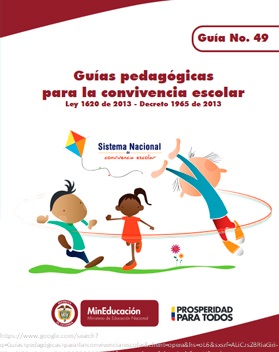 Guía No. 49
Guías pedagógicas
para la convivencia escolar
Ley 1620 de 2013 - Decreto 1965 de 2013
Sistema Nacional
de convivencia escolar
MinEducación
Ministerio de Educación Nacional
PROSPERIDAD
PARA TODOS
https://www.google.com/search?